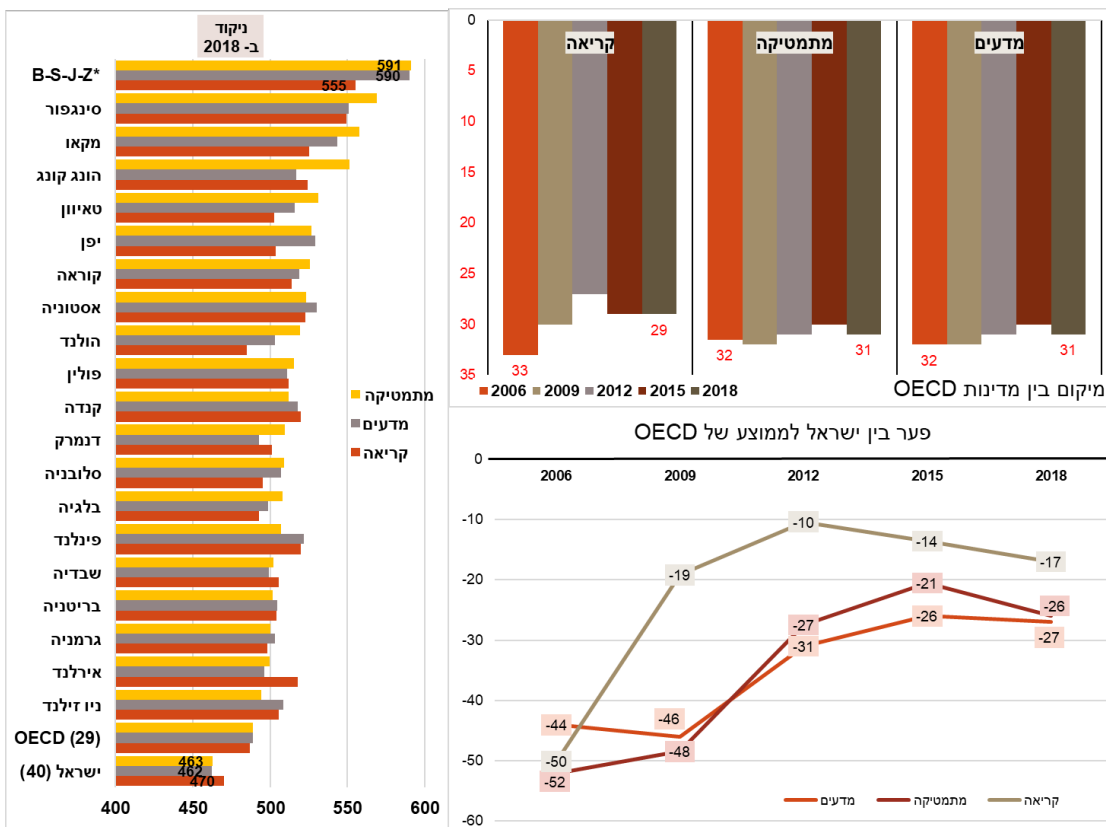 ניקוד
ב- 2018
B-S-J-Z*
591
590
555
סינגפור
מקאו
הונג קונג
טאיוון
יפן
קוראה
אסטוניה
הולנד
פולין
קנדה
דנמרק
סלובניה
בלגיה
פינלנד
שבדיה
בריטניה
גרמניה
אירלנד
ניו זילנד
OECD (29)
ישראל (40)
463
462
470
מתמטיקה
מדעים
קריאה
400 450 500 550 600
0
5
10
15
20
25
30
35
קריאה
33
29
מתמטיקה
32
31
מדעים
32
31
2006 2009 2012 2015 2018
מיקום בין מדינות OECD
פער בין ישראל לממוצע של OECD
0
-10
-20
-30
-40
-50
-60
2006 2009 2012 2015 2018
-10
-14
-17
-19
-21
-26
-27
-26
-27
-31
-44
-46
-48
-50
-52
מדעים מתמטיקה קריאה